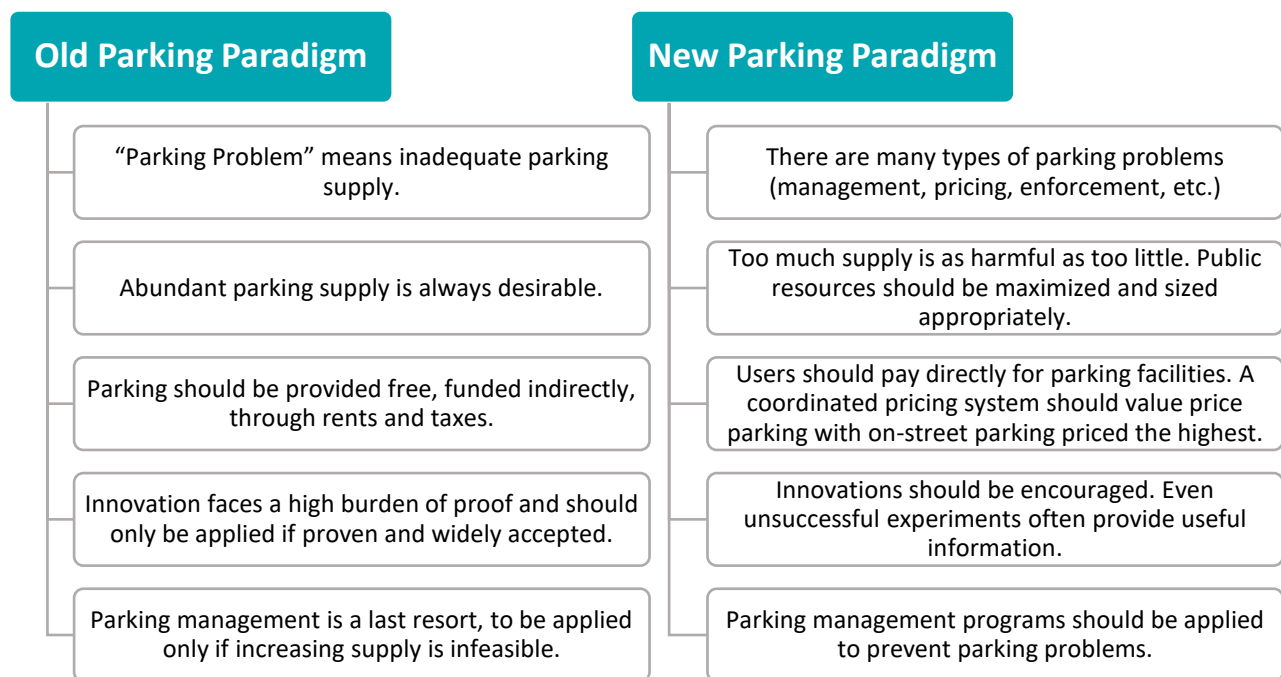 Old Parking Paradigm
“Parking Problem” means inadequate parking
supply.
Abundant parking supply is always desirable.
Parking should be provided free, funded indirectly,
through rents and taxes.
Innovation faces a high burden of proof and should
only be applied if proven and widely accepted.
Parking management is a last resort, to be applied
only if increasing supply is infeasible.
New Parking Paradigm
There are many types of parking problems
(management, pricing, enforcement, etc.)
Too much supply is as harmful as too little. Public
resources should be maximized and sized
appropriately.
Users should pay directly for parking facilities. A
coordinated pricing system should value price
parking with on-street parking priced the highest.
Innovations should be encouraged. Even
unsuccessful experiments often provide useful
information.
Parking management programs should be applied
to prevent parking problems.